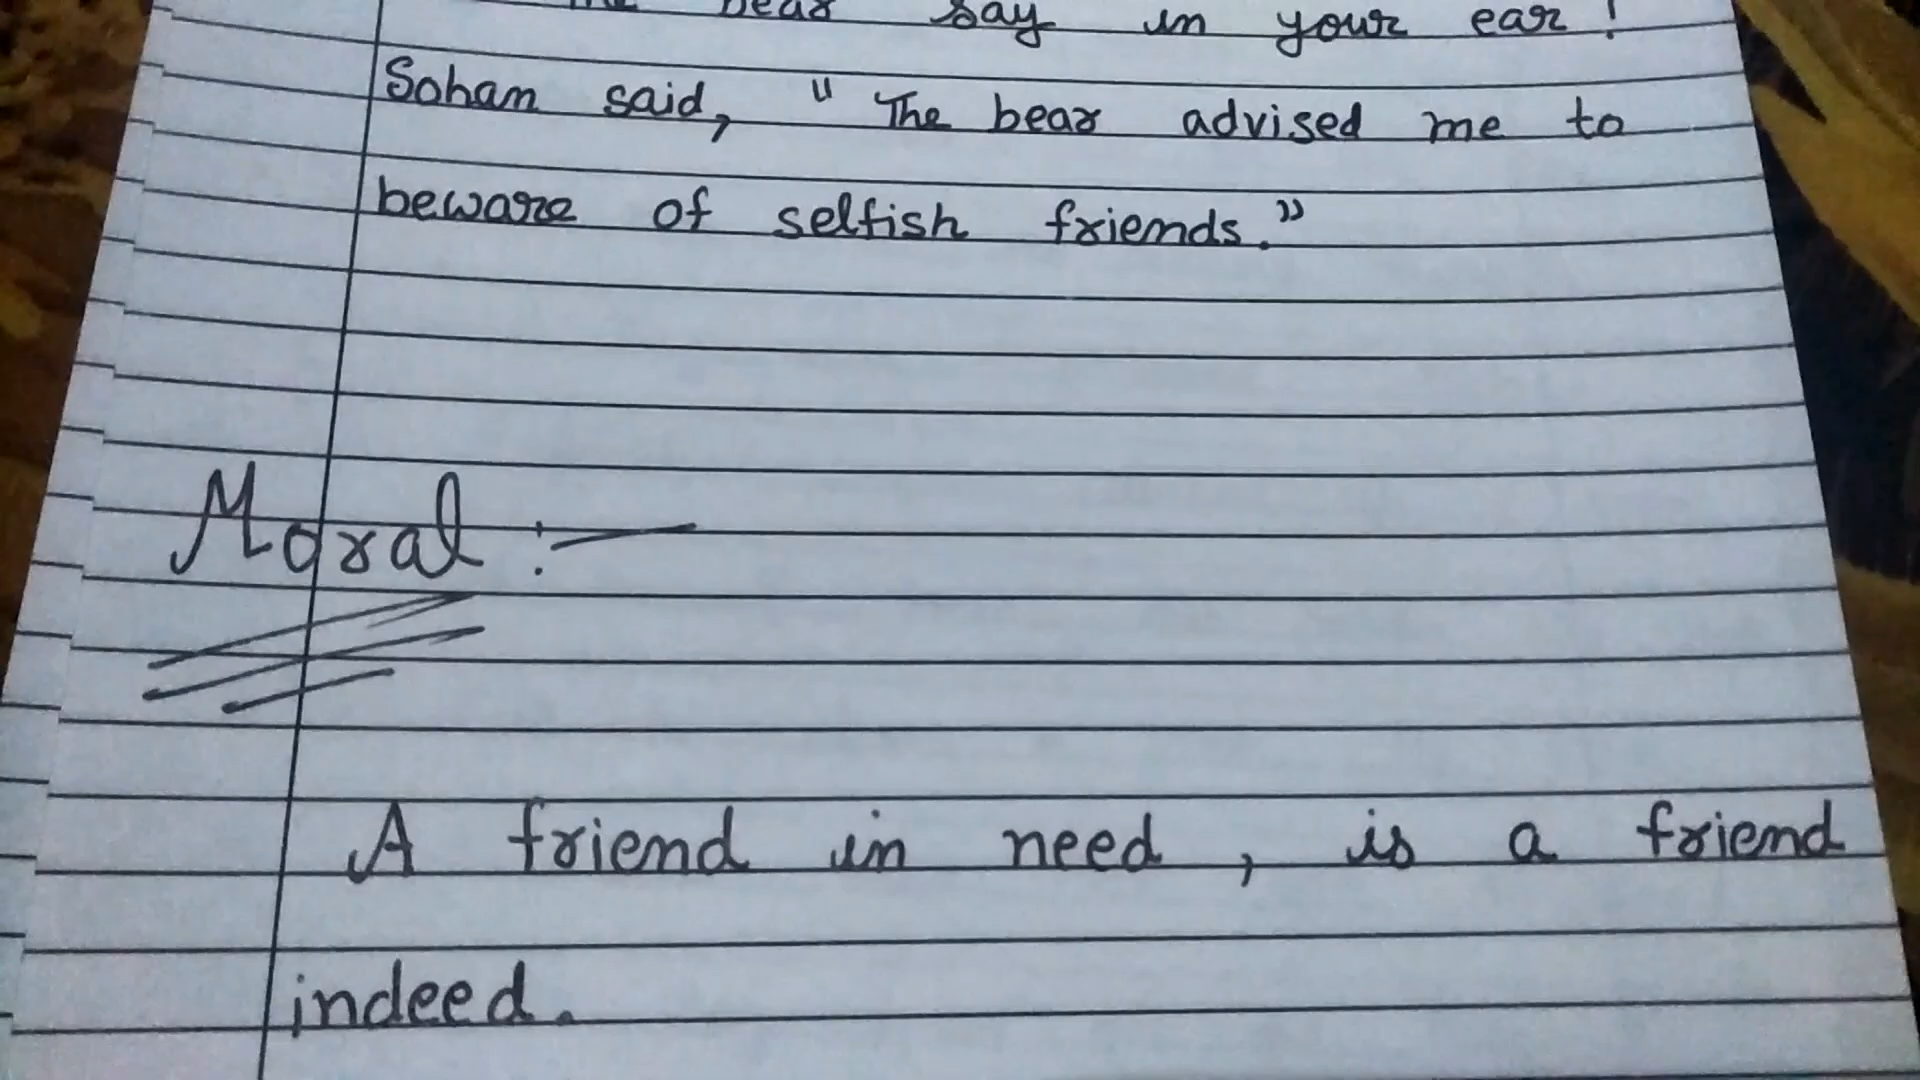 bear say in your ear!
Soham said, " The bear advised me to
beware of selfish friends."
Moral :-
A friend in need, is a friend
indeed.